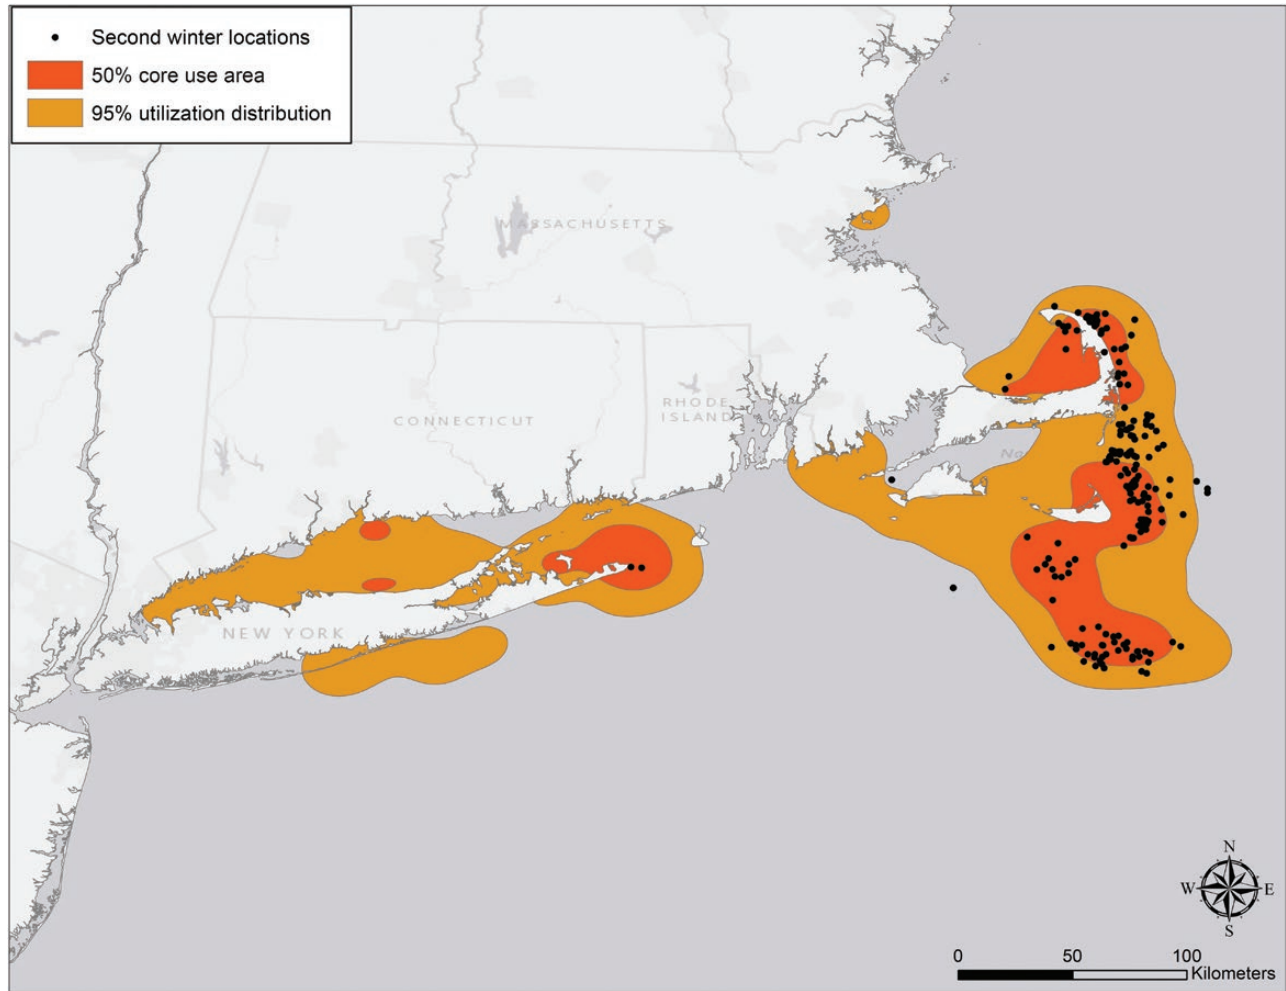 Second winter locations
50% core use area
95% utilization distribution
MASSACHUSETTS
CONNECTICUT
RHODE
ISLAND
Na
NEW YORK
N
W E
S
0 50 100
Kilometers